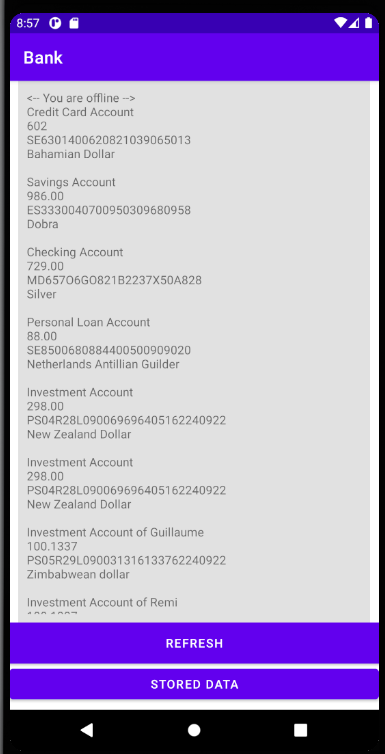 8:57
Bank
<-- You are offline -->
Credit Card Account
602
SE6301400620821039065013
Bahamian Dollar
Savings Account
986.00
ES3330040700950309680958
Dobra
Checking Account
729.00
MD657O6GO821B2237X50A828
Silver
Personal Loan Account
88.00
SE8500680884400500909020
Netherlands Antillian Guilder
Investment Account
298.00
PS04R28L090069696405162240922
New Zealand Dollar
Investment Account
298.00
PS04R28L090069696405162240922
New Zealand Dollar
Investment Account of Guillaume
100.1337
PS05R29L090031316133762240922
Zimbabwean dollar
Investment Account of Remi
REFRESH
STORED DATA